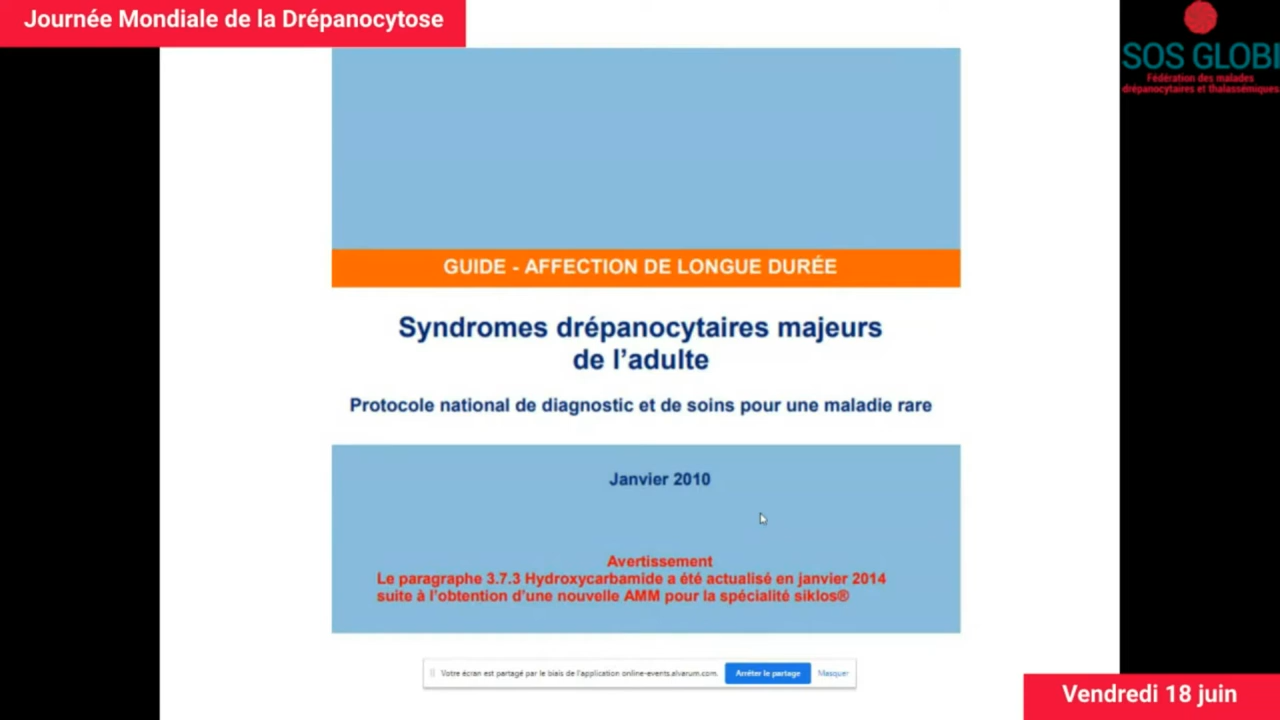 Journée Mondiale de la Drépanocytose
SOS GLOBI
Fédération des malades
drépanocytaires et thalassémiques
GUIDE - AFFECTION DE LONGUE DURÉE
Syndromes drépanocytaires majeurs
de l’adulte
Protocole national de diagnostic et de soins pour une maladie rare
Janvier 2010
Avertissement
Le paragraphe 3.7.3 Hydroxycarbamide a été actualisé en janvier 2014
suite à l’obtention d’une nouvelle AMM pour la spécialité siklos®
Votre écran est partagé par le biais de l'application online-events.alvarum.com. Arrêter le partage Masquer
Vendredi 18 juin